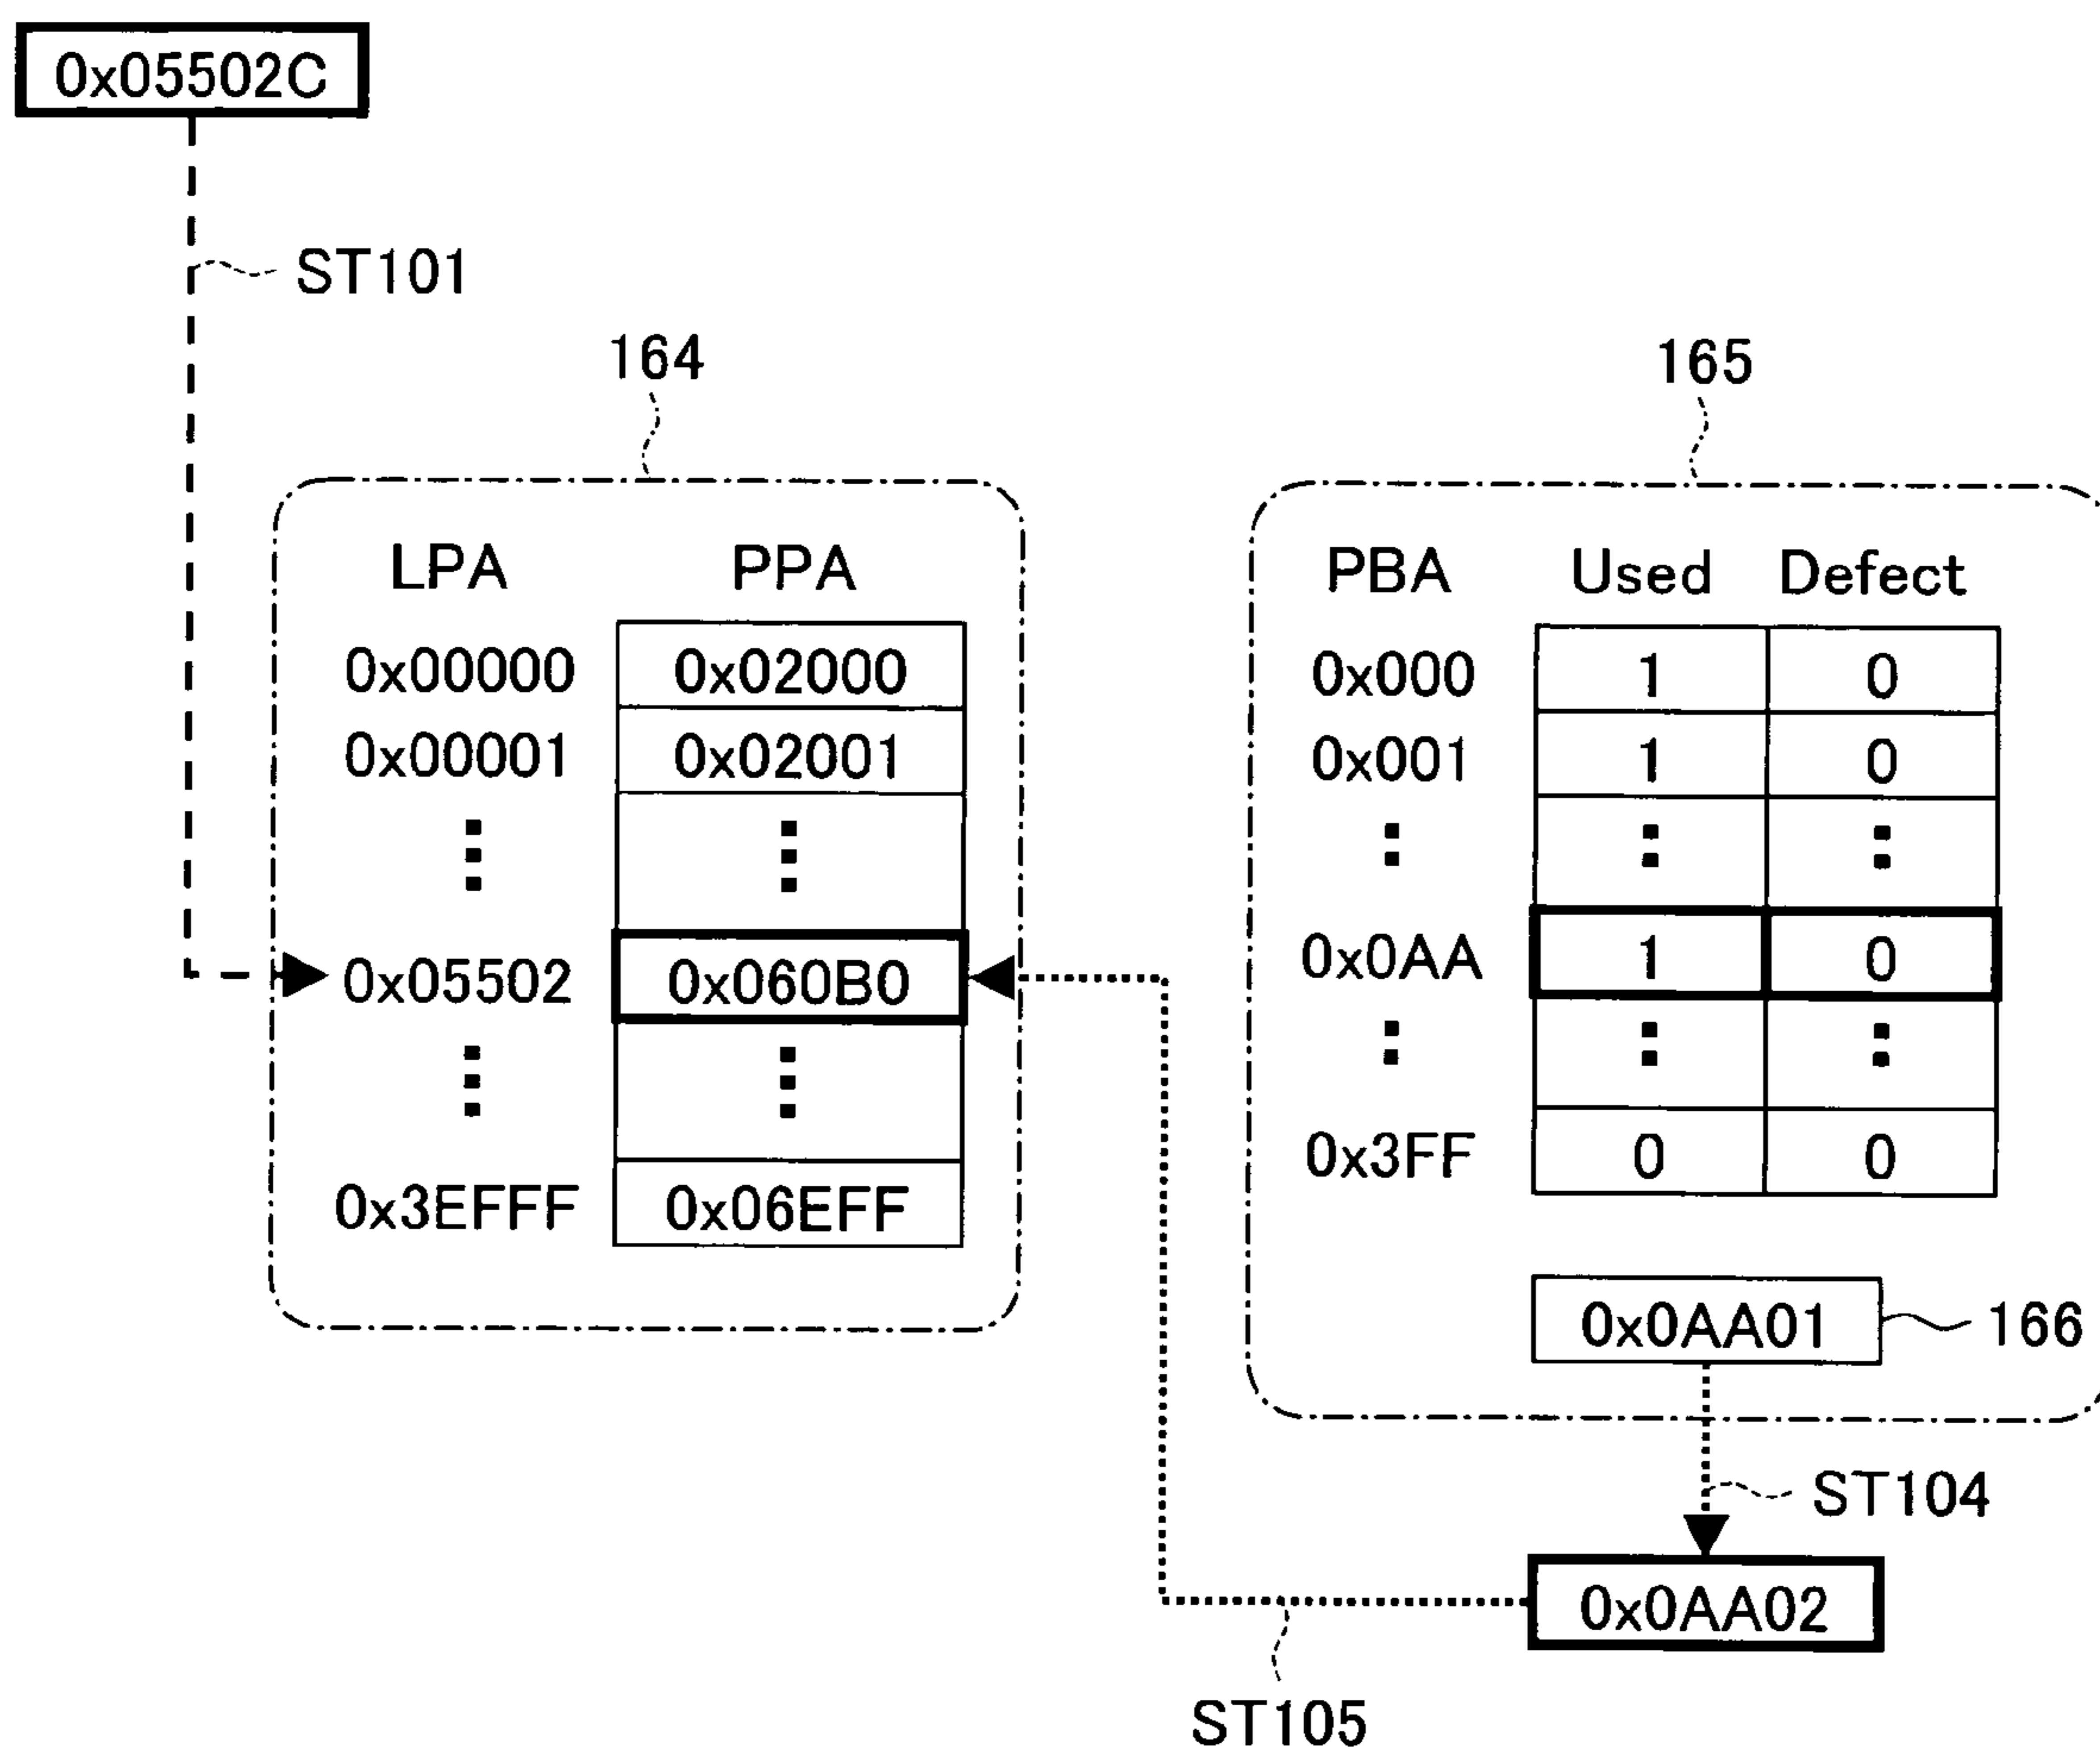 0x05502C
ST101
164
LPA PPA
0x00000 0x02000
0x00001 0x02001
0x05502 0x060B0
0x3EFFF 0x06EFF
165
PBA Used Defect
0x000 1 0
0x001 1 0
0x0AA 1 0
0x3FF 0 0
0x0AA01 166
ST104
0x0AA02
ST105